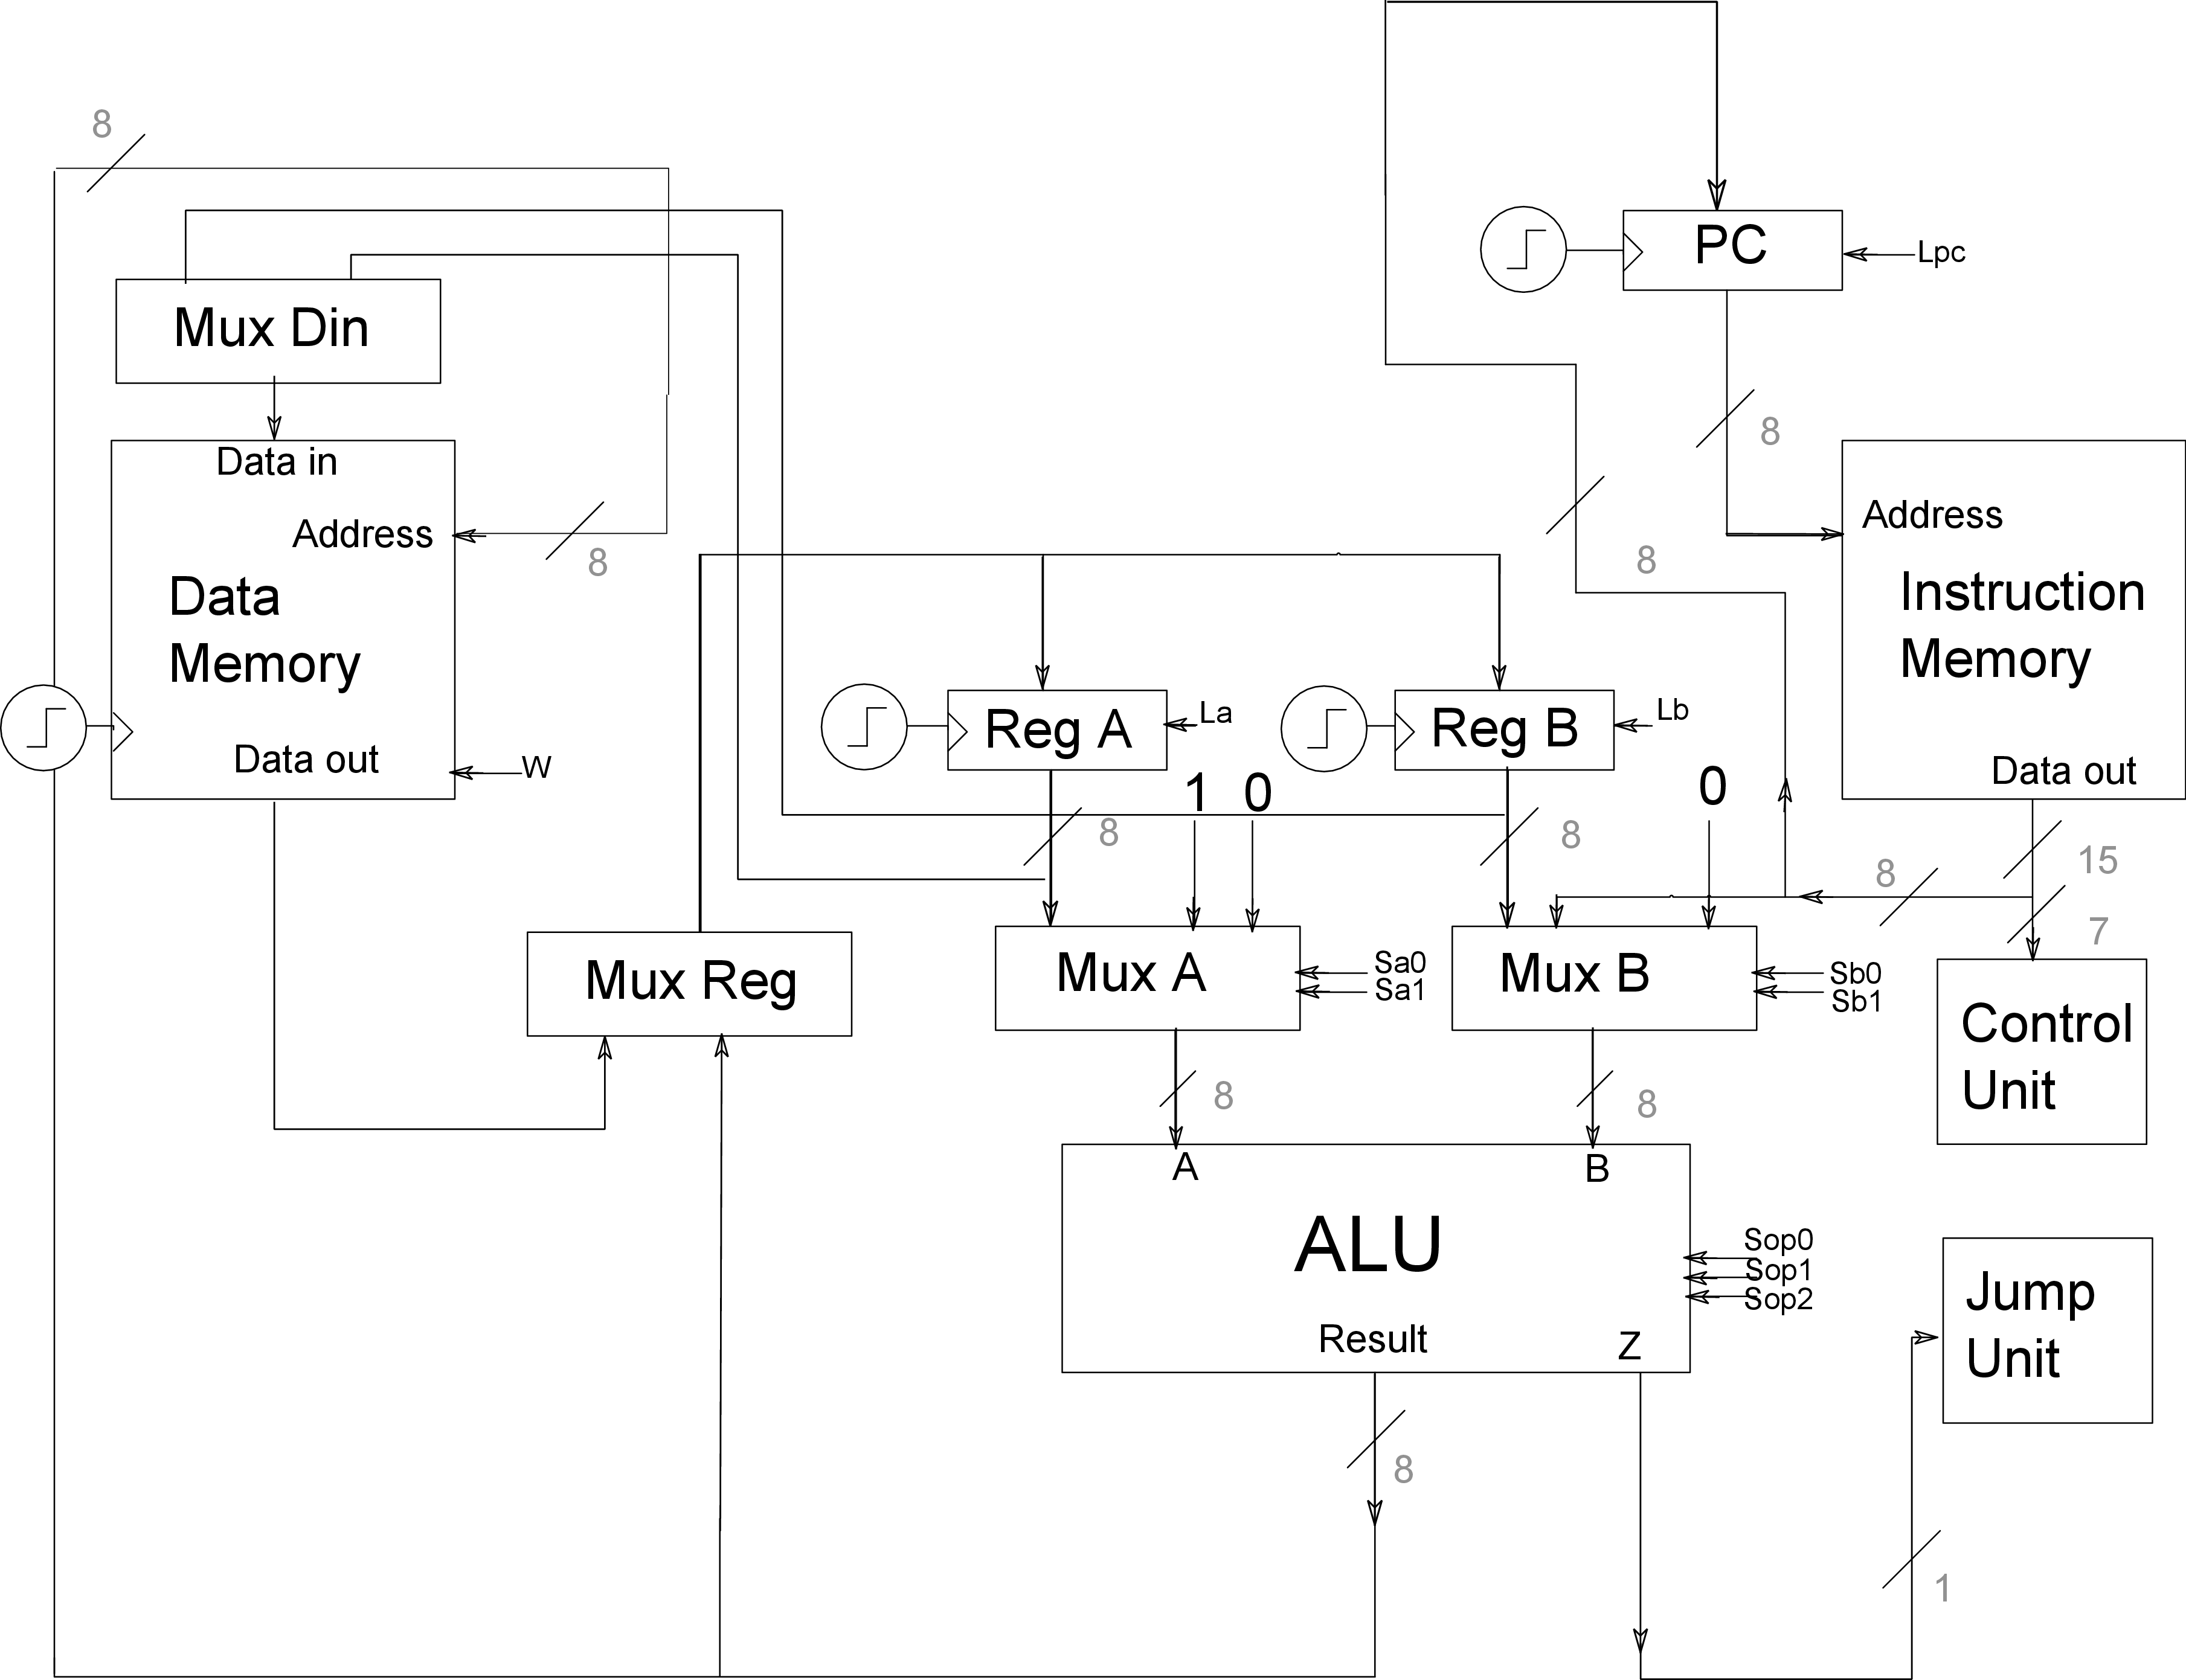 8
PC
Lpc
Mux Din
8
Data in
Address
8
Data
Memory
Data out
W
8
Address
Instruction
Memory
Data out
Reg A
La
Reg B
Lb
1 0
0
8
8
8
15
7
Mux Reg
Mux A
Sa0
Sa1
Mux B
Sb0
Sb1
Control
Unit
8
8
A
B
ALU
Sop0
Sop1
Sop2
Result
Z
Jump
Unit
8
1